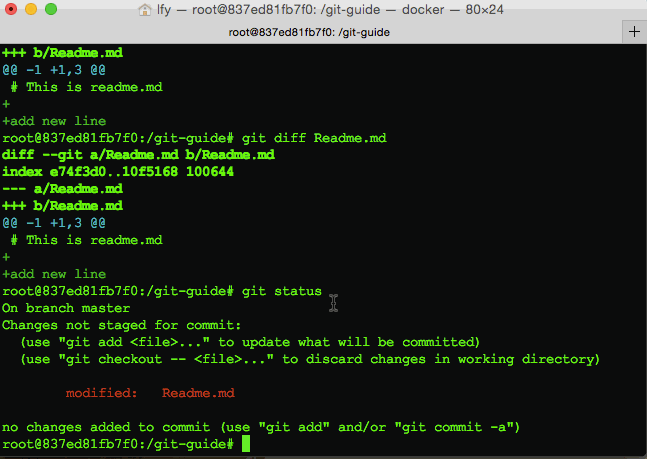 lfy — root@837ed81fb7f0: /git-guide — docker — 80×24
root@837ed81fb7f0: /git-guide
+
+++ b/Readme.md
@@ -1 +1,3 @@
 # This is readme.md
+
+add new line
root@837ed81fb7f0:/git-guide# git diff Readme.md
diff --git a/Readme.md b/Readme.md
index e74f3d0..10f5168 100644
--- a/Readme.md
+++ b/Readme.md
@@ -1 +1,3 @@
 # This is readme.md
+
+add new line
root@837ed81fb7f0:/git-guide# git status
On branch master
Changes not staged for commit:
  (use "git add <file>..." to update what will be committed)
  (use "git checkout -- <file>..." to discard changes in working directory)
        modified:   Readme.md
no changes added to commit (use "git add" and/or "git commit -a")
root@837ed81fb7f0:/git-guide#